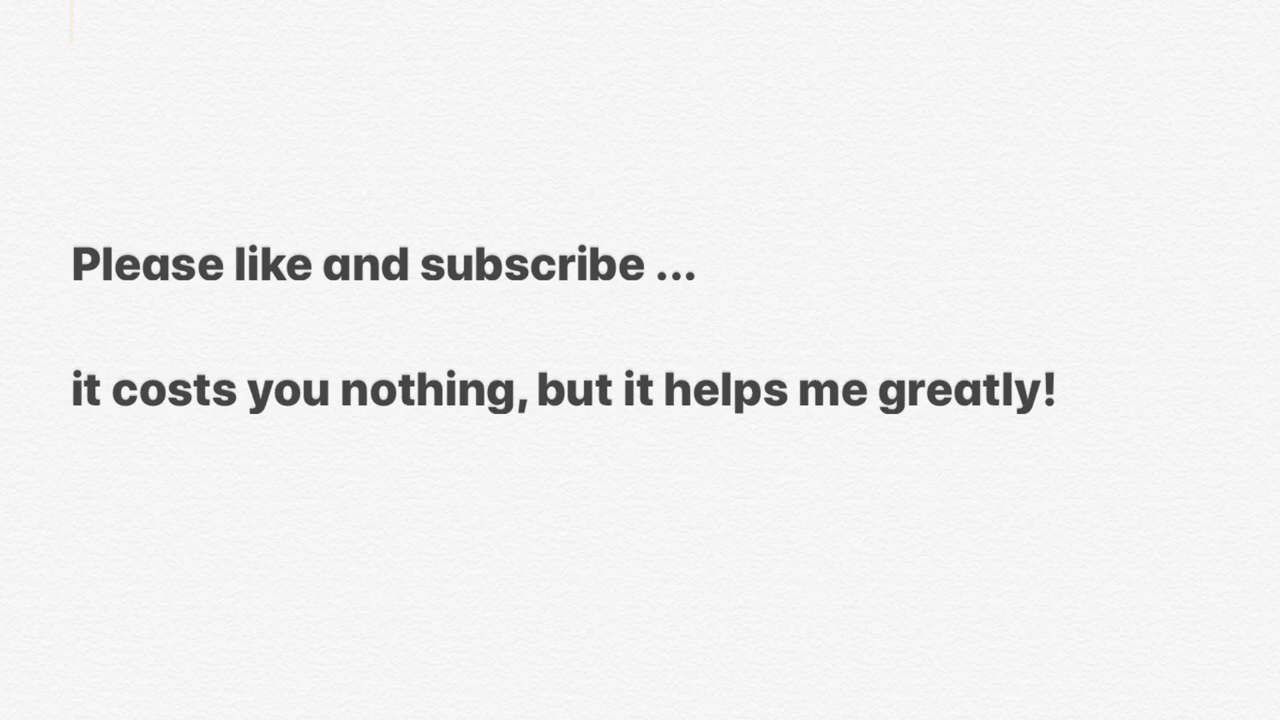 Please like and subscribe ...
it costs you nothing, but it helps me greatly!